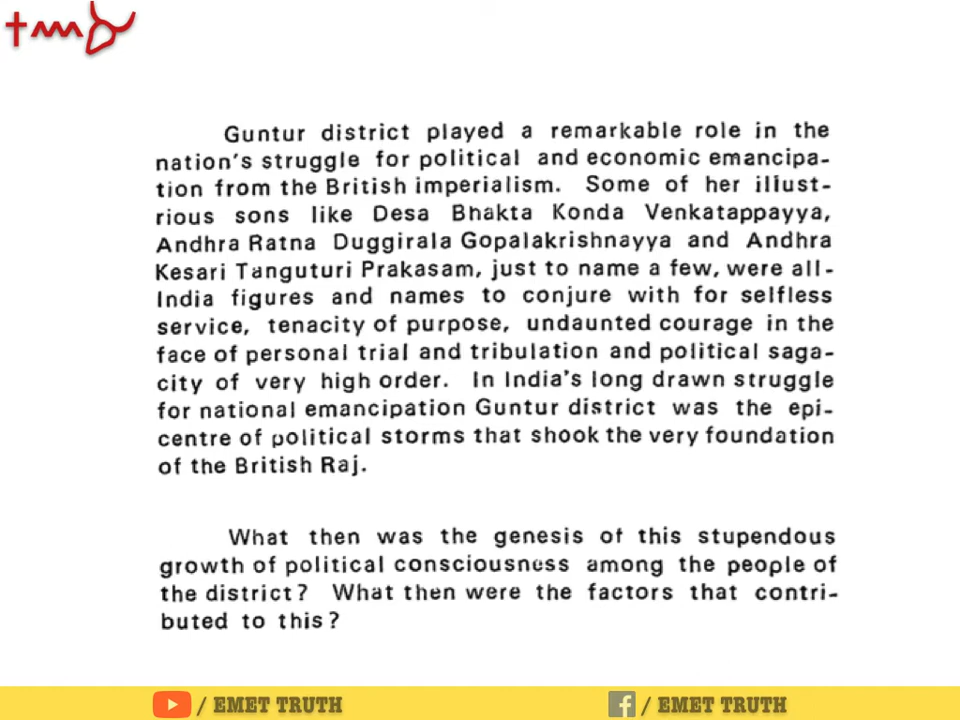 Guntur district played a remarkable role in the
nation's struggle for political and economic emancipa-
tion from the British imperialism. Some of her illust-
rious sons like Desa Bhakta Konda Venkatappayya,
Andhra Ratna Duggirala Gopalakrishnayya and Andhra
Kesari Tanguturi Prakasam, just to name a few, were all-
India figures and names to conjure with for selfless
service, tenacity of purpose, undaunted courage in the
face of personal trial and tribulation and political saga-
city of very high order. In India's long drawn struggle
for national emancipation Guntur district was the epi-
centre of political storms that shook the very foundation
of the British Raj.
What then was the genesis of this stupendous
growth of political consciousness among the people of
the district? What then were the factors that contri-
buted to this?
/ EMET TRUTH
/ EMET TRUTH